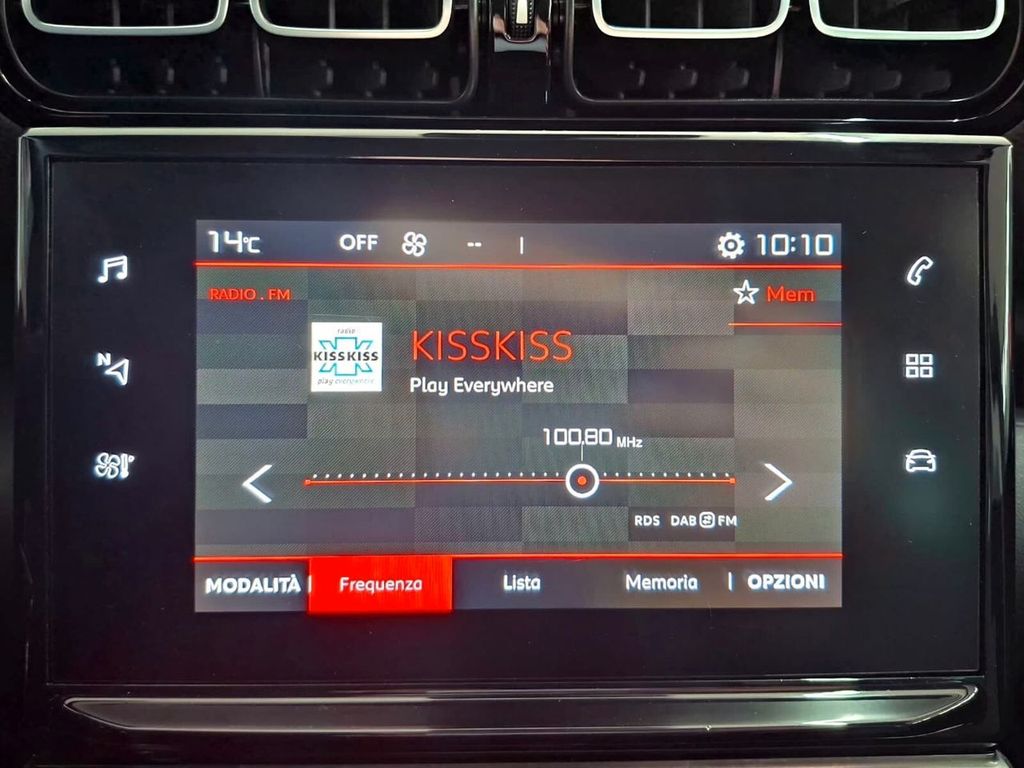 14°C OFF -- | 10:10
RADIO . FM
Mem
radio
KISSKISS
play everywhere
KISSKISS
Play Everywhere
100.80 MHz
N
RDS DAB FM
MODALITÀ | Frequenza Lista Memoria | OPZIONI